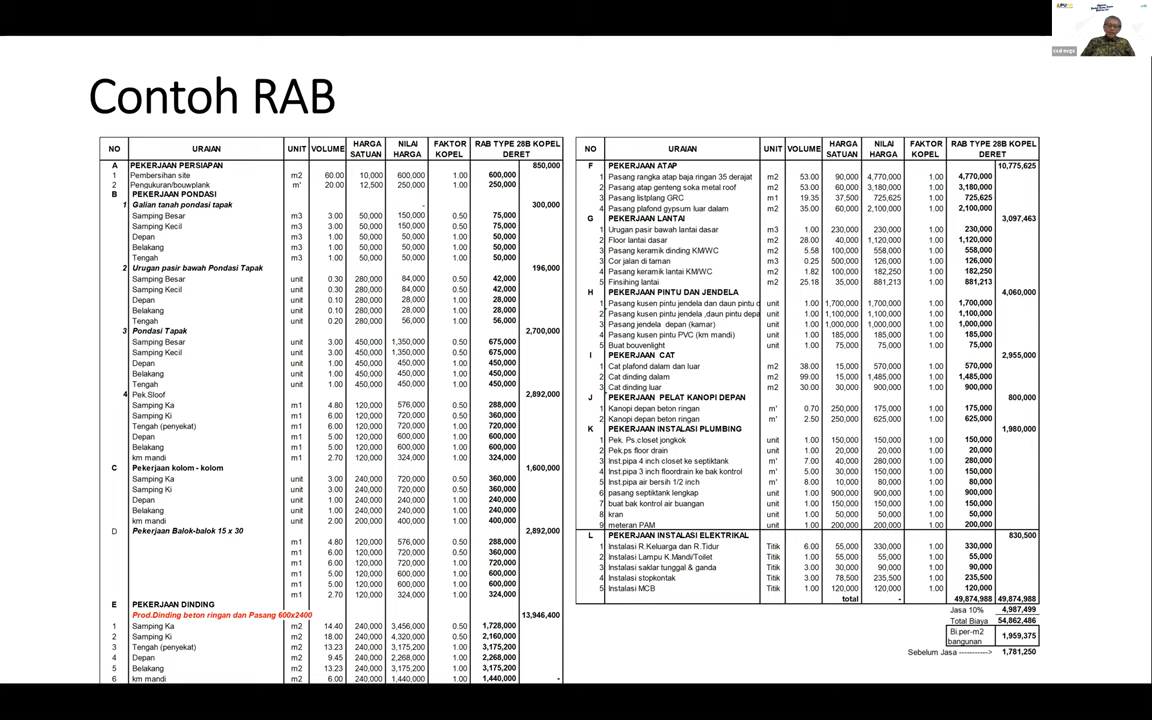 Contoh RAB
NO URAIAN UNIT VOLUME HARGA SATUAN NILAI HARGA FAKTOR KOPEL RAB TYPE 28B KOPEL DERET
A PEKERJAAN PERSIAPAN 850,000
1 Pembersihan site m2 60.00 10,000 600,000 1.00 600,000
2 Pengukuran/bouwplank m' 20.00 12,500 250,000 1.00 250,000
B PEKERJAAN PONDASI
1 Galian tanah pondasi tapak - 300,000
Samping Besar m3 3.00 50,000 150,000 0.50 75,000
Samping Kecil m3 3.00 50,000 150,000 0.50 75,000
Depan m3 1.00 50,000 50,000 1.00 50,000
Belakang m3 1.00 50,000 50,000 1.00 50,000
Tengah m3 1.00 50,000 50,000 1.00 50,000
2 Urugan pasir bawah Pondasi Tapak 196,000
Samping Besar unit 0.30 280,000 84,000 0.50 42,000
Samping Kecil unit 0.30 280,000 84,000 0.50 42,000
Depan unit 0.10 280,000 28,000 1.00 28,000
Belakang unit 0.10 280,000 28,000 1.00 28,000
Tengah unit 0.20 280,000 56,000 1.00 56,000
3 Pondasi Tapak 2,700,000
Samping Besar unit 3.00 450,000 1,350,000 0.50 675,000
Samping Kecil unit 3.00 450,000 1,350,000 0.50 675,000
Depan unit 1.00 450,000 450,000 1.00 450,000
Belakang unit 1.00 450,000 450,000 1.00 450,000
Tengah unit 1.00 450,000 450,000 1.00 450,000
4 Pek.Sloof 2,892,000
Samping Ka m1 4.80 120,000 576,000 0.50 288,000
Samping Ki m1 6.00 120,000 720,000 0.50 360,000
Tengah (penyekat) m1 6.00 120,000 720,000 1.00 720,000
Depan m1 5.00 120,000 600,000 1.00 600,000
Belakang m1 5.00 120,000 600,000 1.00 600,000
km mandi m1 2.70 120,000 324,000 1.00 324,000
C Pekerjaan kolom - kolom 1,600,000
Samping Ka unit 3.00 240,000 720,000 0.50 360,000
Samping Ki unit 3.00 240,000 720,000 0.50 360,000
Depan unit 1.00 240,000 240,000 1.00 240,000
Belakang unit 1.00 240,000 240,000 1.00 240,000
km mandi unit 2.00 200,000 400,000 1.00 400,000
D Pekerjaan Balok-balok 15 x 30 2,892,000
m1 4.80 120,000 576,000 0.50 288,000
m1 6.00 120,000 720,000 0.50 360,000
m1 6.00 120,000 720,000 1.00 720,000
m1 5.00 120,000 600,000 1.00 600,000
m1 5.00 120,000 600,000 1.00 600,000
m1 2.70 120,000 324,000 1.00 324,000
E PEKERJAAN DINDING
Prod.Dinding beton ringan dan Pasang 600x2400 13,946,400
1 Samping Ka m2 14.40 240,000 3,456,000 0.50 1,728,000
2 Samping Ki m2 18.00 240,000 4,320,000 0.50 2,160,000
3 Tengah (penyekat) m2 13.23 240,000 3,175,200 1.00 3,175,200
4 Depan m2 9.45 240,000 2,268,000 1.00 2,268,000
5 Belakang m2 13.23 240,000 3,175,200 1.00 3,175,200
6 km mandi m2 6.00 240,000 1,440,000 1.00 1,440,000 -
NO URAIAN UNIT VOLUME HARGA SATUAN NILAI HARGA FAKTOR KOPEL RAB TYPE 28B KOPEL DERET
F PEKERJAAN ATAP 10,775,625
1 Pasang rangka atap baja ringan 35 derajat m2 53.00 90,000 4,770,000 1.00 4,770,000
2 Pasang atap genteng soka metal roof m2 53.00 60,000 3,180,000 1.00 3,180,000
3 Pasang listplang GRC m1 19.35 37,500 725,625 1.00 725,625
4 Pasang plafond gypsum luar dalam m2 35.00 60,000 2,100,000 1.00 2,100,000
G PEKERJAAN LANTAI 3,097,463
1 Urugan pasir bawah lantai dasar m3 1.00 230,000 230,000 1.00 230,000
2 Floor lantai dasar m2 28.00 40,000 1,120,000 1.00 1,120,000
3 Pasang keramik dinding KM/WC m2 5.58 100,000 558,000 1.00 558,000
3 Cor jalan di taman m3 0.25 500,000 126,000 1.00 126,000
4 Pasang keramik lantai KM/WC m2 1.82 100,000 182,250 1.00 182,250
5 Finsihing lantai m2 25.18 35,000 881,213 1.00 881,213
H PEKERJAAN PINTU DAN JENDELA 4,060,000
1 Pasang kusen pintu jendela dan daun pintu d unit 1.00 1,700,000 1,700,000 1.00 1,700,000
2 Pasang kusen pintu jendela ,daun pintu depa unit 1.00 1,100,000 1,100,000 1.00 1,100,000
3 Pasang jendela depan (kamar) unit 1.00 1,000,000 1,000,000 1.00 1,000,000
4 Pasang kusen pintu PVC (km mandi) unit 1.00 185,000 185,000 1.00 185,000
5 Buat bouvenlight unit 1.00 75,000 75,000 1.00 75,000
I PEKERJAAN CAT 2,955,000
1 Cat plafond dalam dan luar m2 38.00 15,000 570,000 1.00 570,000
2 Cat dinding dalam m2 99.00 15,000 1,485,000 1.00 1,485,000
3 Cat dinding luar m2 30.00 30,000 900,000 1.00 900,000
J PEKERJAAN PELAT KANOPI DEPAN 800,000
1 Kanopi depan beton ringan m' 0.70 250,000 175,000 1.00 175,000
2 Kanopi depan beton ringan m' 2.50 250,000 625,000 1.00 625,000
K PEKERJAAN INSTALASI PLUMBING 1,980,000
1 Pek. Ps.closet jongkok unit 1.00 150,000 150,000 1.00 150,000
2 Pek.ps floor drain unit 1.00 20,000 20,000 1.00 20,000
3 Inst.pipa 4 inch closet ke septiktank m' 7.00 40,000 280,000 1.00 280,000
4 Inst.pipa 3 inch floordrain ke bak kontrol m' 5.00 30,000 150,000 1.00 150,000
5 Inst.pipa air bersih 1/2 inch m' 8.00 10,000 80,000 1.00 80,000
6 pasang septiktank lengkap unit 1.00 900,000 900,000 1.00 900,000
7 buat bak kontrol air buangan unit 1.00 150,000 150,000 1.00 150,000
8 kran unit 1.00 50,000 50,000 1.00 50,000
9 meteran PAM unit 1.00 200,000 200,000 1.00 200,000
L PEKERJAAN INSTALASI ELEKTRIKAL 830,500
1 Instalasi R.Keluarga dan R.Tidur Titik 6.00 55,000 330,000 1.00 330,000
2 Instalasi Lampu K.Mandi/Toilet Titik 1.00 55,000 55,000 1.00 55,000
3 Instalasi saklar tunggal & ganda Titik 3.00 30,000 90,000 1.00 90,000
4 Instalasi stopkontak Titik 3.00 78,500 235,500 1.00 235,500
5 Instalasi MCB Titik 1.00 120,000 120,000 1.00 120,000
total - 49,874,988 49,874,988
Jasa 10% 4,987,499
Total Biaya 54,862,486
Bi.per-m2 bangunan 1,959,375
Sebelum Jasa -----------> 1,781,250